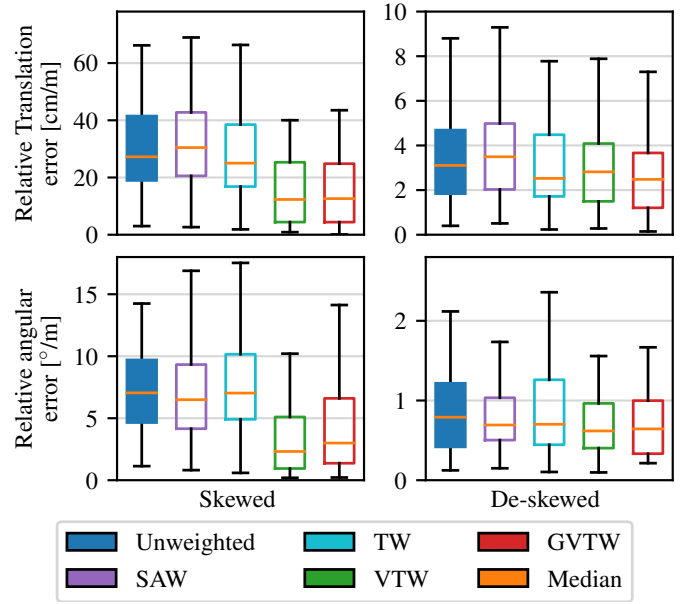 Relative Translation
error [cm/m]
60
40
20
0
10
8
6
4
2
0
Relative angular
error [°/m]
15
10
5
0
2
1
0
Skewed
De-skewed
Unweighted
TW
GVTW
SAW
VTW
Median